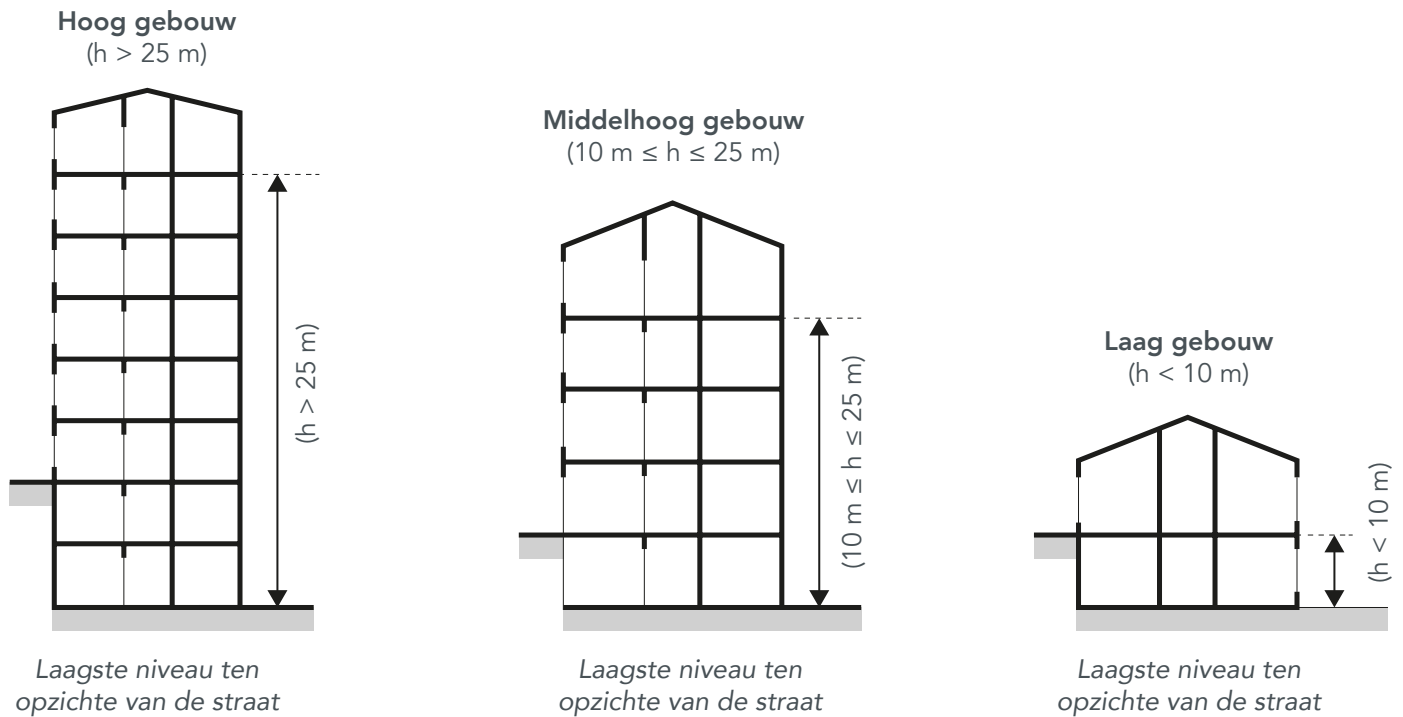 Hoog gebouw
(h > 25 m)
(h > 25 m)
Laagste niveau ten
opzichte van de straat
Middelhoog gebouw
(10 m ≤ h ≤ 25 m)
(10 m ≤ h ≤ 25 m)
Laagste niveau ten
opzichte van de straat
Laag gebouw
(h < 10 m)
(h < 10 m)
Laagste niveau ten
opzichte van de straat